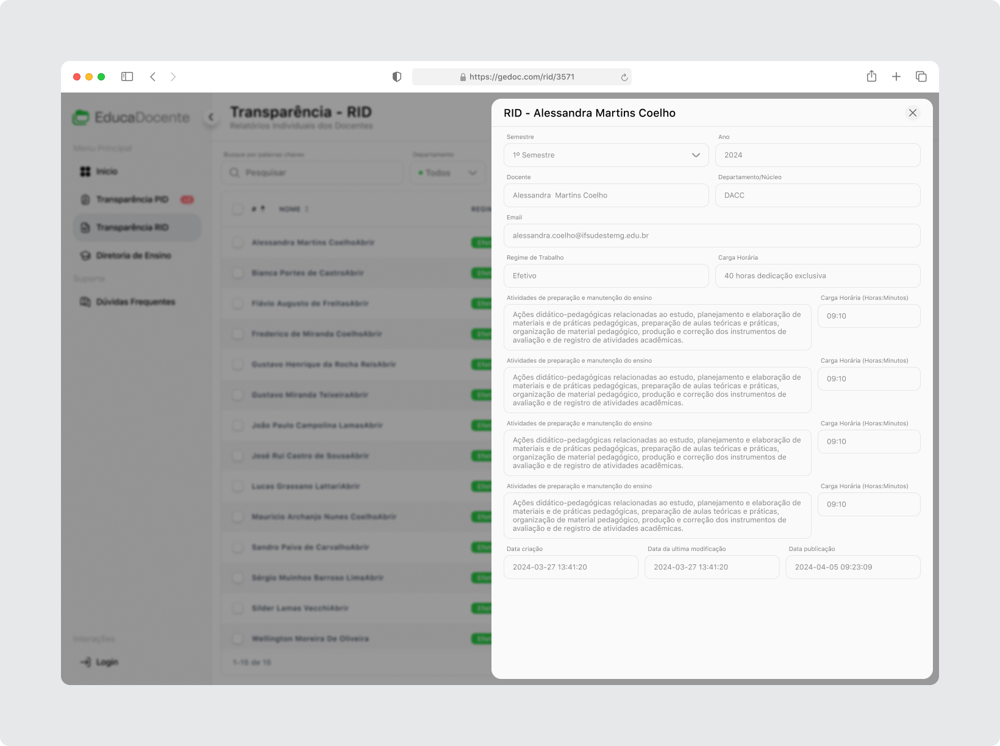 https://gedoc.com/rid/3571
EducaDocente
Menu Principal
Início
Transparência PID
Transparência RID
Diretoria de Ensino
Suporte
Dúvidas Frequentes
Interações
Login
Transparência - RID
Relatórios Individuais dos Docentes
Busque por palavras chaves
Pesquisar
Departamento
Todos
# NOME
Alessandra Martins CoelhoAbrir
Bianca Portes de CastroAbrir
Flávio Augusto de FreitasAbrir
Frederico de Miranda CoelhoAbrir
Gustavo Henrique da Rocha ReisAbrir
Gustavo Miranda TeixeiraAbrir
João Paulo Campolina LamasAbrir
José Rui Castro de SousaAbrir
Lucas Grassano LattariAbrir
Mauricio Archanjo Nunes CoelhoAbrir
Sandro Paiva de CarvalhoAbrir
Sérgio Muinhos Barroso LimaAbrir
Silder Lamas VecchiAbrir
Wellington Moreira De Oliveira
1-15 de 15
RID - Alessandra Martins Coelho
Semestre
1º Semestre
Ano
2024
Docente
Alessandra Martins Coelho
Departamento/Núcleo
DACC
Email
alessandra.coelho@ifsudestemg.edu.br
Regime de Trabalho
Efetivo
Carga Horária
40 horas dedicação exclusiva
Atividades de preparação e manutenção do ensino
Ações didático-pedagógicas relacionadas ao estudo, planejamento e elaboração de
materiais e de práticas pedagógicas, preparação de aulas teóricas e práticas,
organização de material pedagógico, produção e correção dos instrumentos de
avaliação e de registro de atividades acadêmicas.
Carga Horária (Horas:Minutos)
09:10
Atividades de preparação e manutenção do ensino
Ações didático-pedagógicas relacionadas ao estudo, planejamento e elaboração de
materiais e de práticas pedagógicas, preparação de aulas teóricas e práticas,
organização de material pedagógico, produção e correção dos instrumentos de
avaliação e de registro de atividades acadêmicas.
Carga Horária (Horas:Minutos)
09:10
Atividades de preparação e manutenção do ensino
Ações didático-pedagógicas relacionadas ao estudo, planejamento e elaboração de
materiais e de práticas pedagógicas, preparação de aulas teóricas e práticas,
organização de material pedagógico, produção e correção dos instrumentos de
avaliação e de registro de atividades acadêmicas.
Carga Horária (Horas:Minutos)
09:10
Atividades de preparação e manutenção do ensino
Ações didático-pedagógicas relacionadas ao estudo, planejamento e elaboração de
materiais e de práticas pedagógicas, preparação de aulas teóricas e práticas,
organização de material pedagógico, produção e correção dos instrumentos de
avaliação e de registro de atividades acadêmicas.
Carga Horária (Horas:Minutos)
09:10
Data criação
2024-03-27 13:41:20
Data da ultima modificação
2024-03-27 13:41:20
Data publicação
2024-04-05 09:23:09